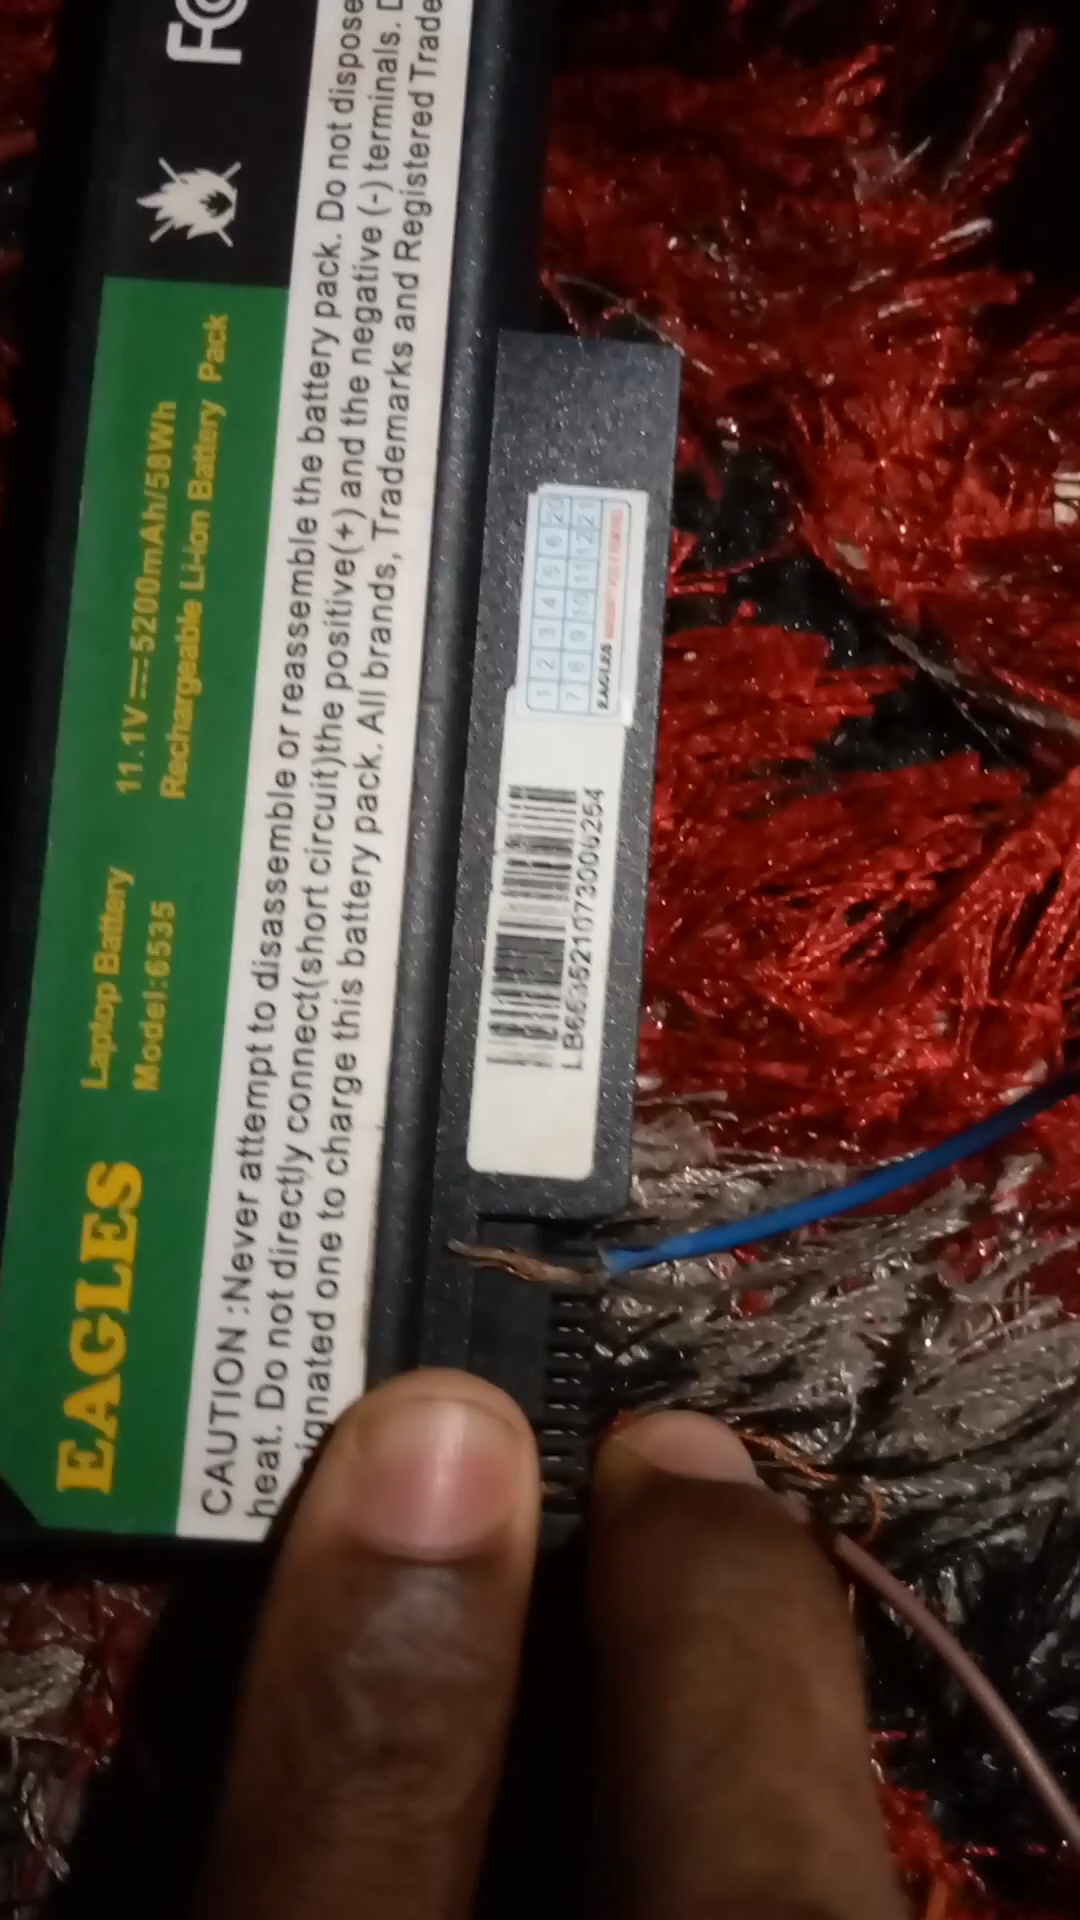 EAGLES
Laptop Battery
Model:6535
11.1V 5200mAh/58Wh
Rechargeable Li-ion Battery Pack
FC
CAUTION :Never attempt to disassemble or reassemble the battery pack. Do not dispose
heat. Do not directly connect(short circuit)the positive(+) and the negative (-) terminals.
ignated one to charge this battery pack. All brands, Trademarks and Registered Trade
1 2 3 4 5 6
7 8 9 10 11 12 21
EAGLES